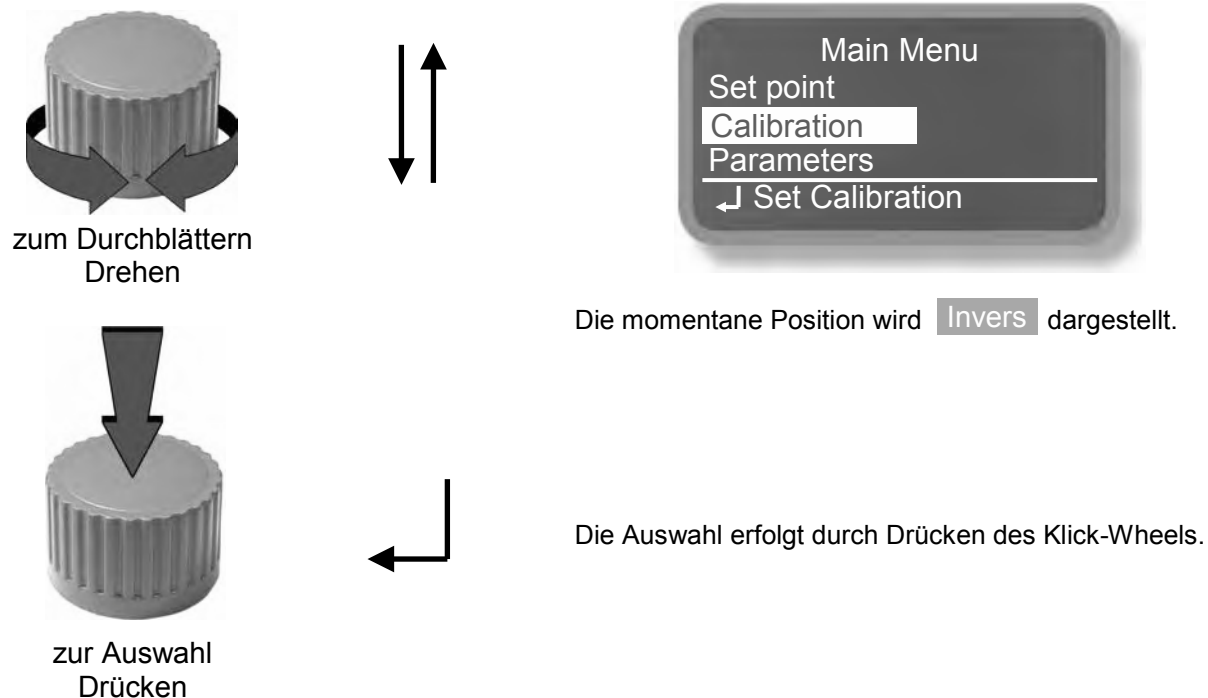 zum Durchblättern
Drehen
Main Menu
Set point
Calibration
Parameters
Set Calibration
Die momentane Position wird Invers dargestellt.
zur Auswahl
Drücken
Die Auswahl erfolgt durch Drücken des Klick-Wheels.